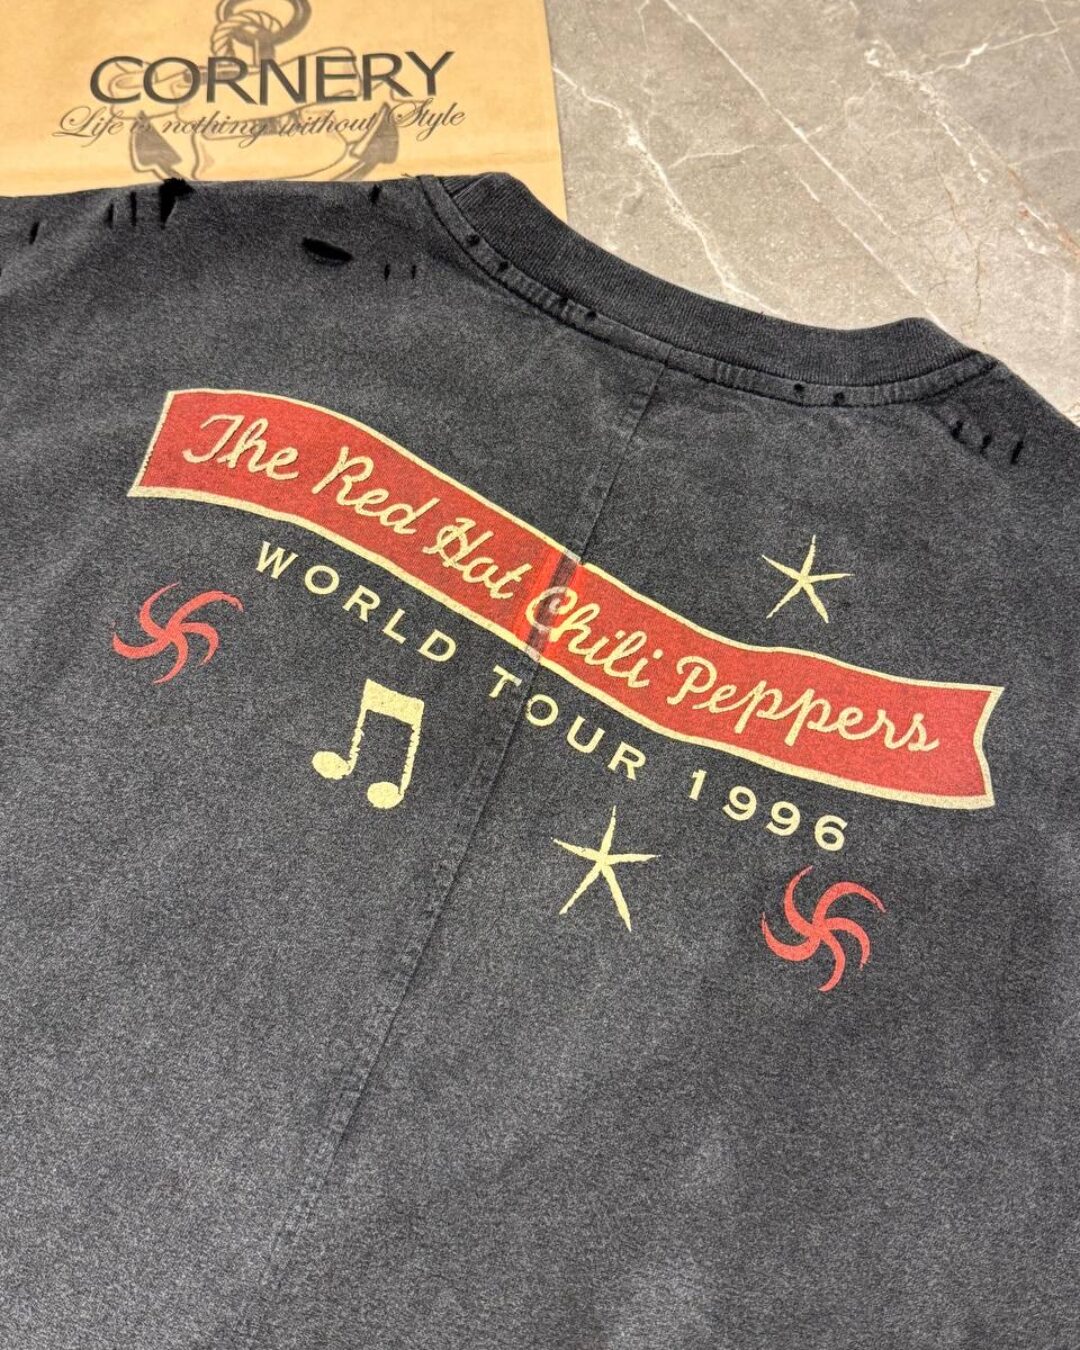 CORNERY
Life is nothing without Style
The Red Hot Chili Peppers
WORLD TOUR 1996